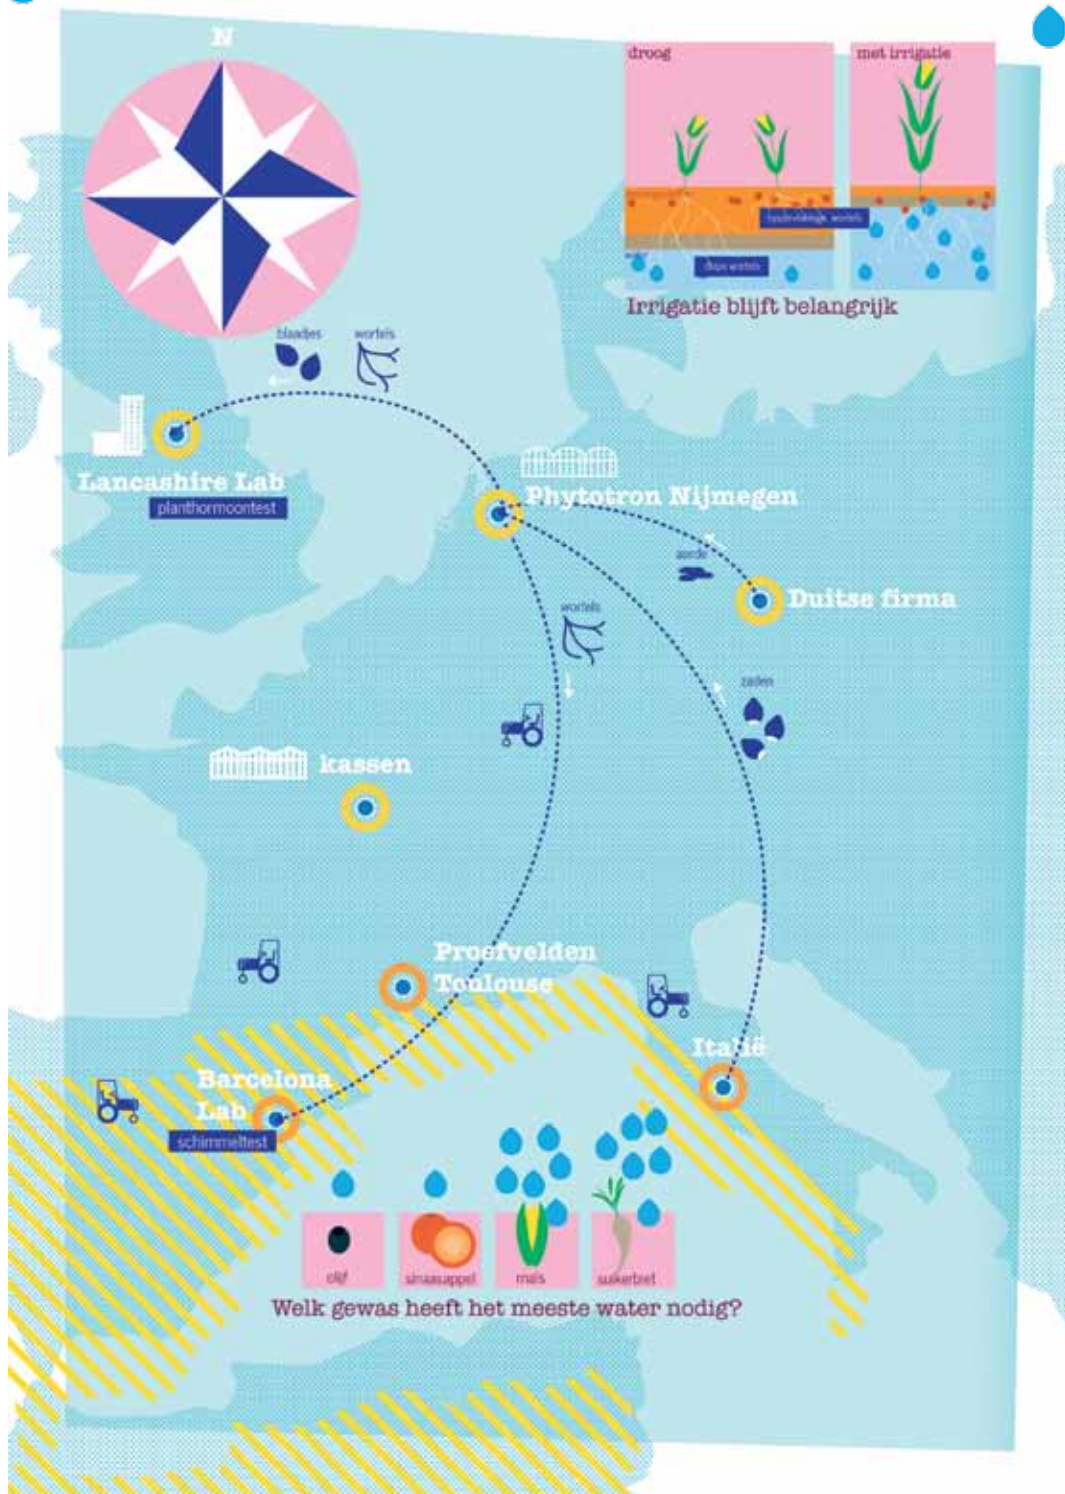 N
droog
met irrigatie
wortels
diepe wortels
Irrigatie blijft belangrijk
blaadjes
wortels
Lancashire Lab
planthormoontest
Phytotron Nijmegen
aarde
Duitse firma
wortels
zaden
kassen
Proefvelden
Toulouse
Italië
Barcelona
Lab
schimmeltest
olijf
sinaasappel
maïs
suikerbiet
Welk gewas heeft het meeste water nodig?